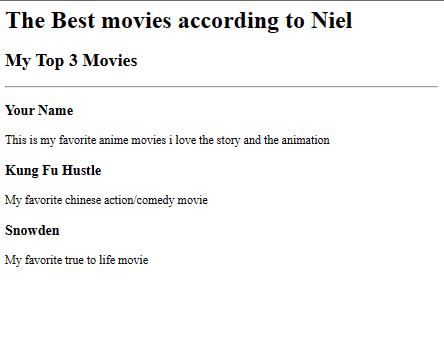 The Best movies according to Niel
My Top 3 Movies
Your Name
This is my favorite anime movies i love the story and the animation
Kung Fu Hustle
My favorite chinese action/comedy movie
Snowden
My favorite true to life movie